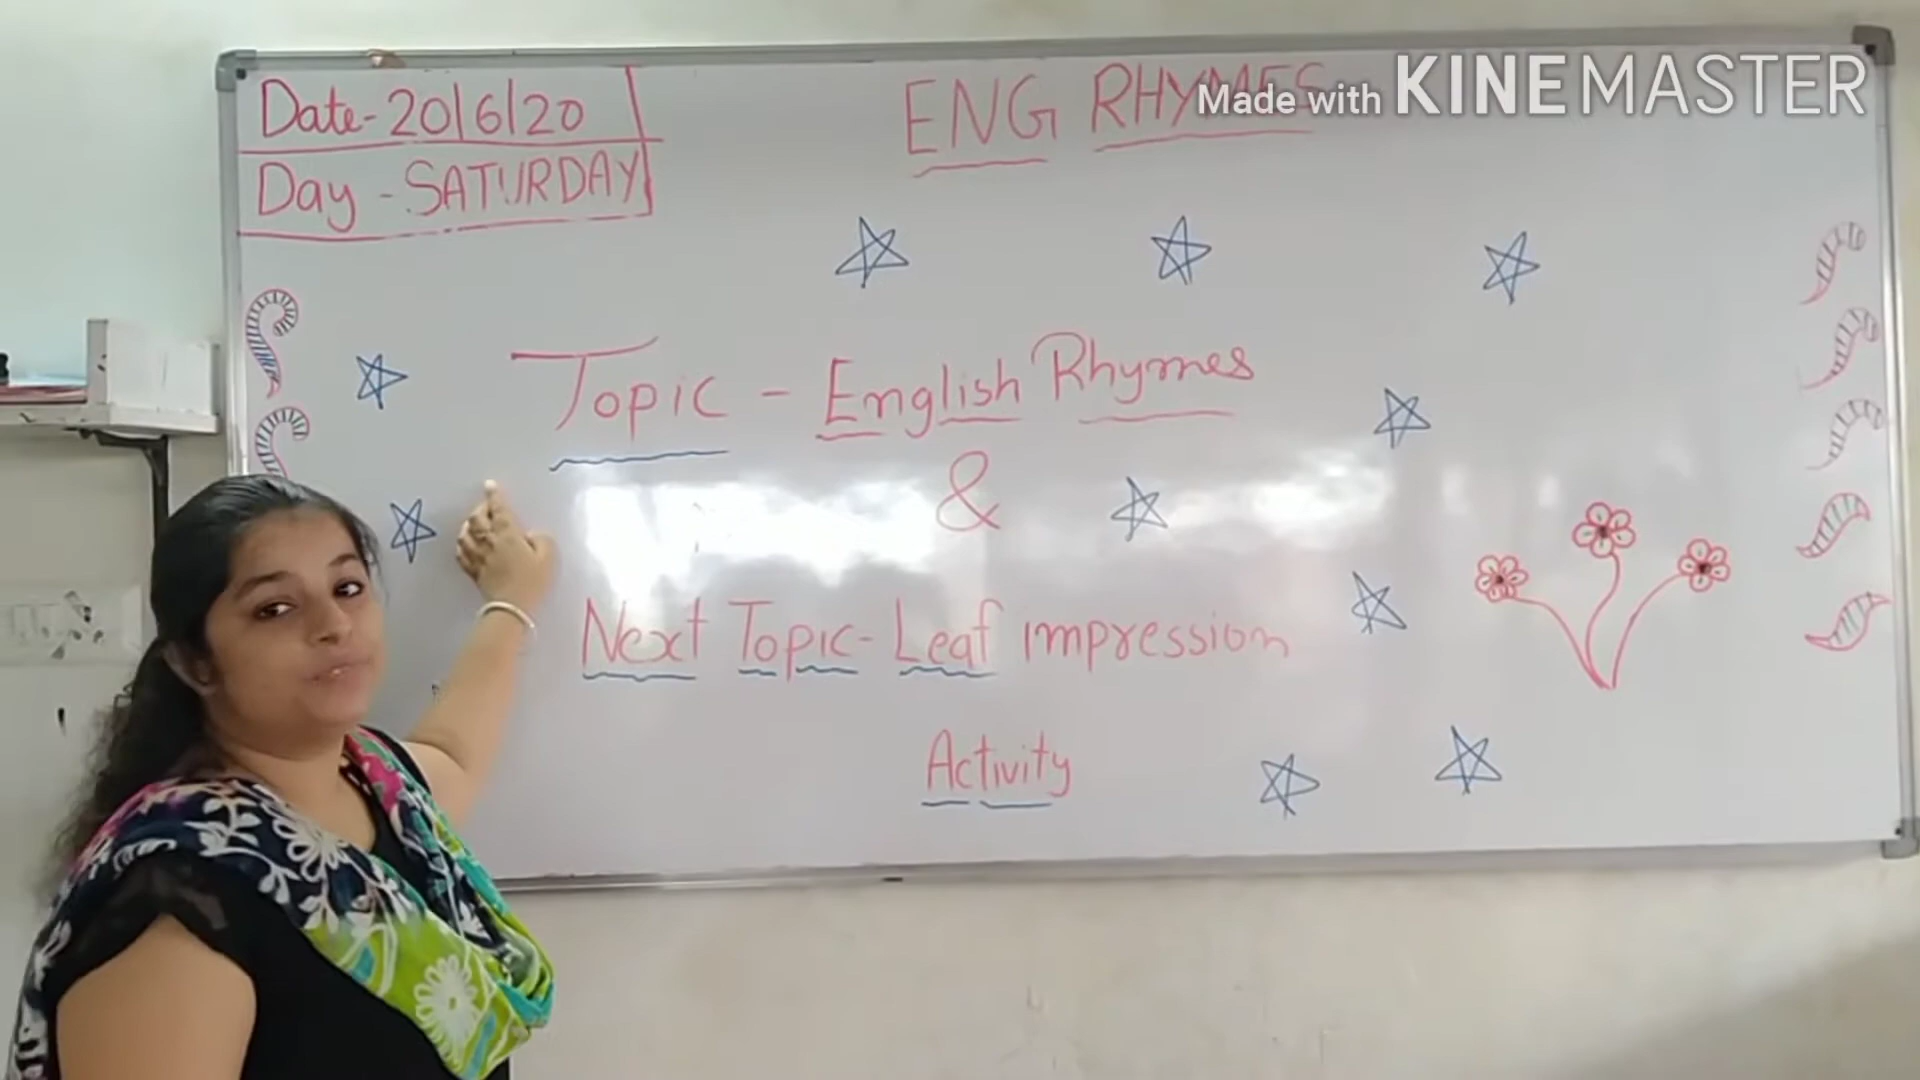 Date-20/6/20
Day - SATURDAY
ENG RHYMES
Made with KINEMASTER
Topic - English Rhymes
&
Next Topic- Leaf impression
Activity